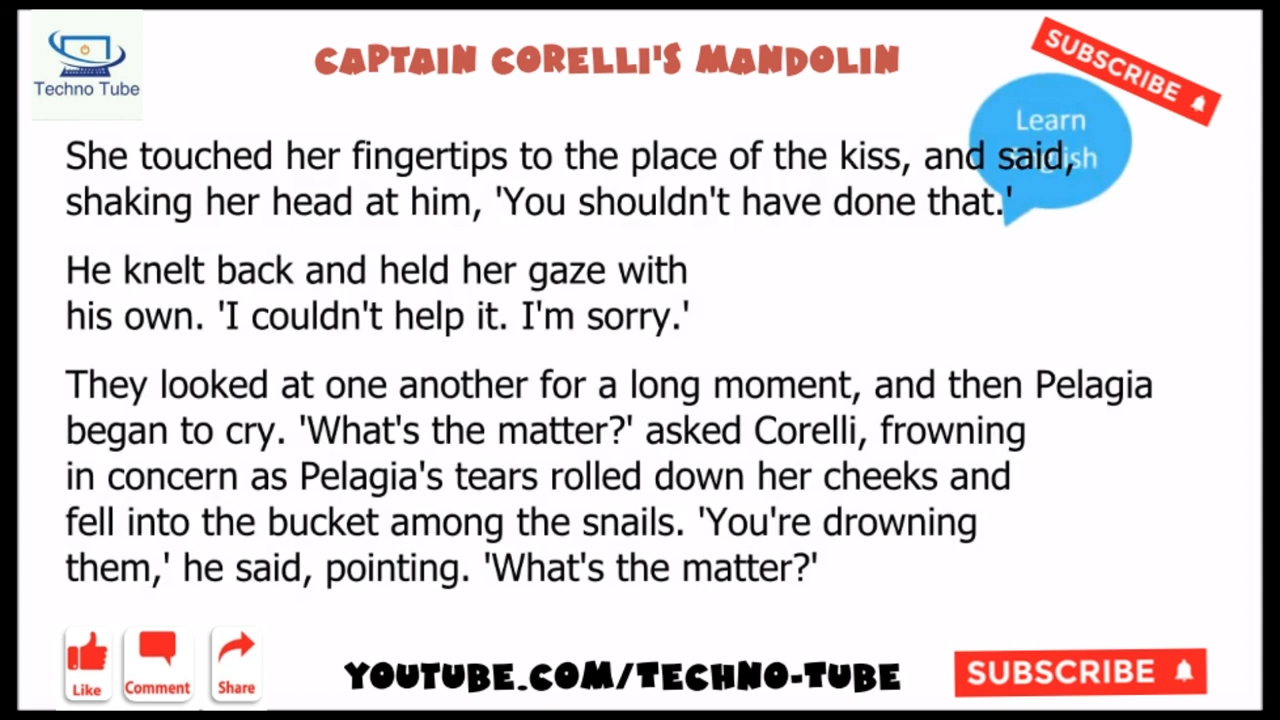 CAPTAIN CORELLI'S MANDOLIN
SUBSCRIBE
Techno Tube
Learn
English
She touched her fingertips to the place of the kiss, and said,
shaking her head at him, 'You shouldn't have done that.'
He knelt back and held her gaze with
his own. 'I couldn't help it. I'm sorry.'
They looked at one another for a long moment, and then Pelagia
began to cry. 'What's the matter?' asked Corelli, frowning
in concern as Pelagia's tears rolled down her cheeks and
fell into the bucket among the snails. 'You're drowning
them,' he said, pointing. 'What's the matter?'
Like
Comment
Share
YOUTUBE.COM/TECHNO-TUBE
SUBSCRIBE